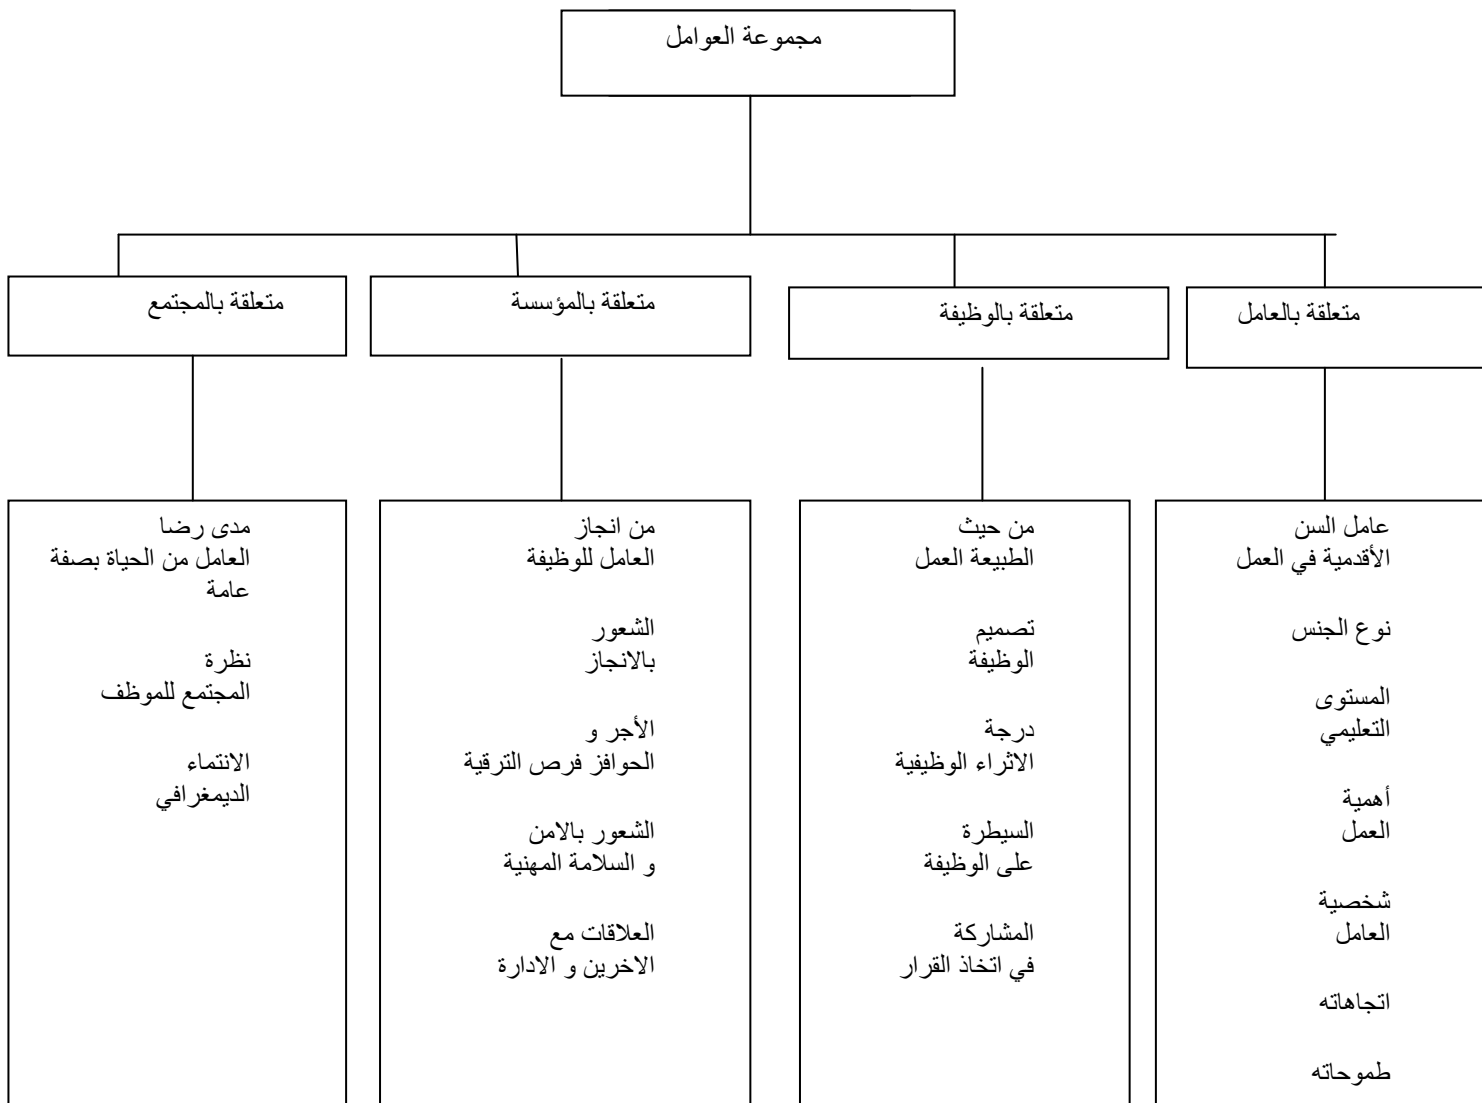 مجموعة العوامل
متعلقة بالعامل
متعلقة بالوظيفة
متعلقة بالمؤسسة
متعلقة بالمجتمع
عامل السن
الأقدمية في العمل
نوع الجنس
المستوى
التعليمي
أهمية
العمل
شخصية
العامل
اتجاهاته
طموحاته
من حيث
الطبيعة العمل
تصميم
الوظيفة
درجة
الاثراء الوظيفية
السيطرة
على الوظيفة
المشاركة
في اتخاذ القرار
من انجاز
العامل للوظيفة
الشعور
بالانجاز
الأجر و
الحوافز فرص الترقية
الشعور بالامن
و السلامة المهنية
العلاقات مع
الاخرين و الادارة
مدى رضا
العامل من الحياة بصفة
عامة
نظرة
المجتمع للموظف
الانتماء
الديمغرافي